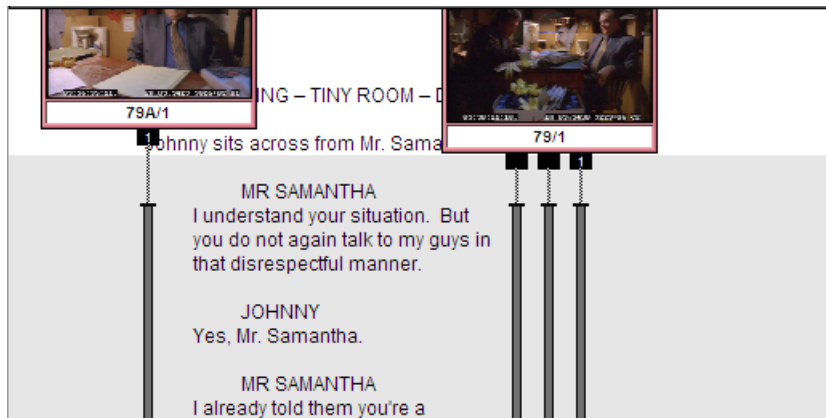 ING – TINY ROOM –
79A/1
79/1
1
Johnny sits across from Mr. Sama
1
MR SAMANTHA
I understand your situation.  But
you do not again talk to my guys in
that disrespectful manner.
JOHNNY
Yes, Mr. Samantha.
MR SAMANTHA
I already told them you're a